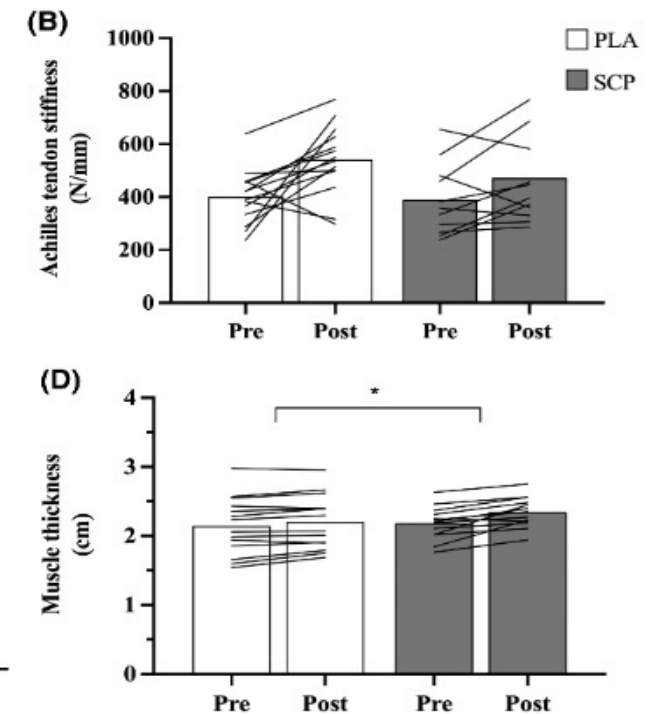 (B)
Achilles tendon stiffness
(N/mm)
1000
800
600
400
200
0
Pre
Post
Pre
Post
PLA
SCP
(D)
Muscle thickness
(cm)
4
3
2
1
0
*
Pre
Post
Pre
Post